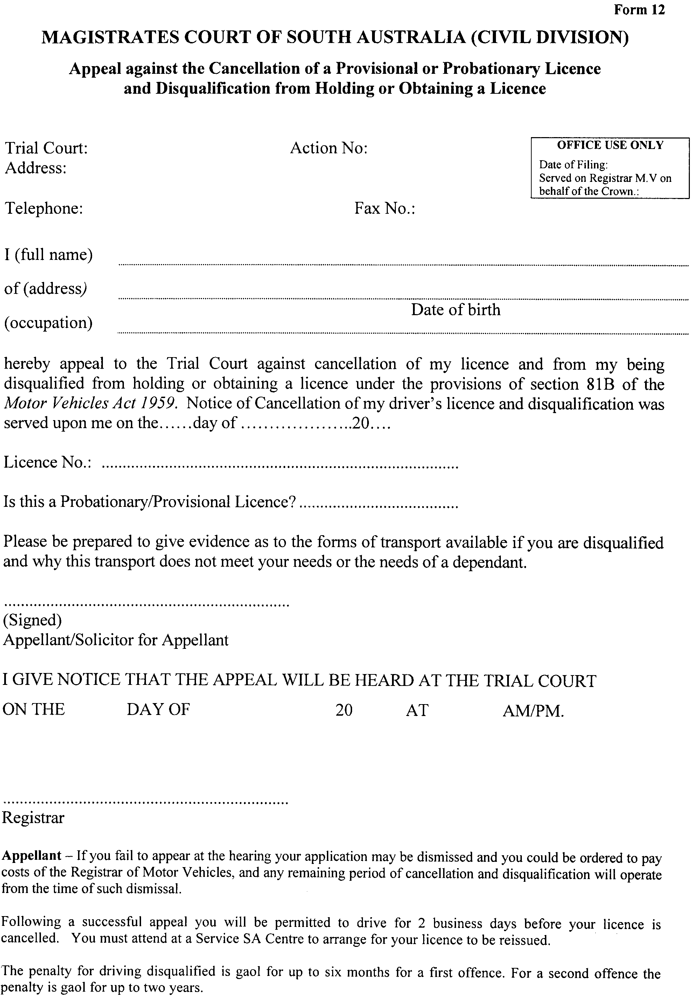 Form 12
MAGISTRATES COURT OF SOUTH AUSTRALIA (CIVIL DIVISION)
Appeal against the Cancellation of a Provisional or Probationary Licence
and Disqualification from Holding or Obtaining a Licence
Trial Court: Action No:
Address:
OFFICE USE ONLY
Date of Filing:
Served on Registrar M.V on
behalf of the Crown.:
Telephone: Fax No.:
I (full name) ..............................
of (address) ..............................
Date of birth
(occupation) ..............................
hereby appeal to the Trial Court against cancellation of my licence and from my being
disqualified from holding or obtaining a licence under the provisions of section 81B of the
Motor Vehicles Act 1959. Notice of Cancellation of my driver's licence and disqualification was
served upon me on the......day of .....................20....
Licence No.: ..............................
Is this a Probationary/Provisional Licence? ..............................
Please be prepared to give evidence as to the forms of transport available if you are disqualified
and why this transport does not meet your needs or the needs of a dependant.
..............................
(Signed)
Appellant/Solicitor for Appellant
I GIVE NOTICE THAT THE APPEAL WILL BE HEARD AT THE TRIAL COURT
ON THE DAY OF 20 AT AM/PM.
..............................
Registrar
Appellant – If you fail to appear at the hearing your application may be dismissed and you could be ordered to pay
costs of the Registrar of Motor Vehicles, and any remaining period of cancellation and disqualification will operate
from the time of such dismissal.
Following a successful appeal you will be permitted to drive for 2 business days before your licence is
cancelled. You must attend at a Service SA Centre to arrange for your licence to be reissued.
The penalty for driving disqualified is gaol for up to six months for a first offence. For a second offence the
penalty is gaol for up to two years.